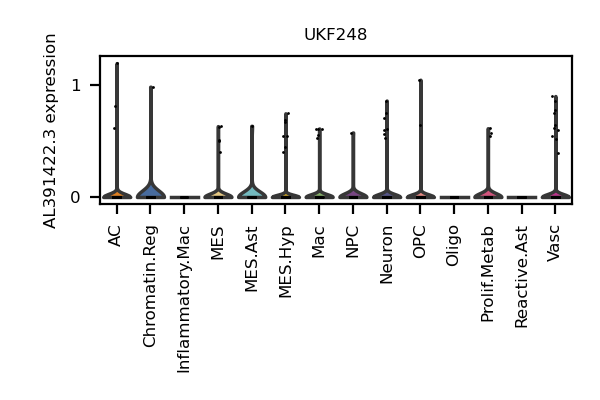 UKF248
AL391422.3 expression
1
0
AC
Chromatin.Reg
Inflammatory.Mac
MES
MES.Ast
MES.Hyp
Mac
NPC
Neuron
OPC
Oligo
Prolif.Metab
Reactive.Ast
Vasc